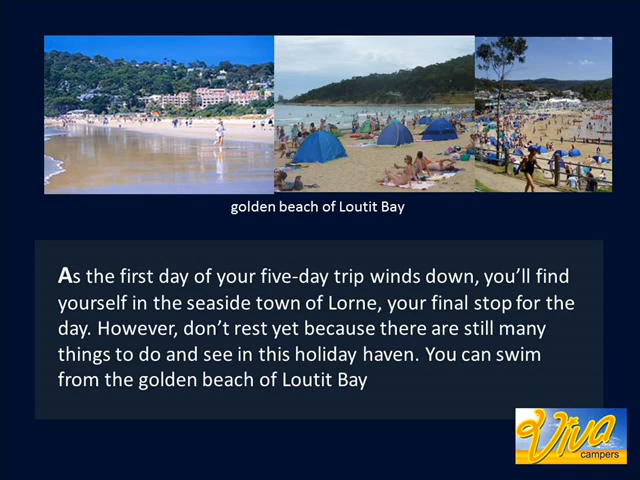 golden beach of Loutit Bay
As the first day of your five-day trip winds down, you’ll find
yourself in the seaside town of Lorne, your final stop for the
day. However, don’t rest yet because there are still many
things to do and see in this holiday haven. You can swim
from the golden beach of Loutit Bay
Viva
campers